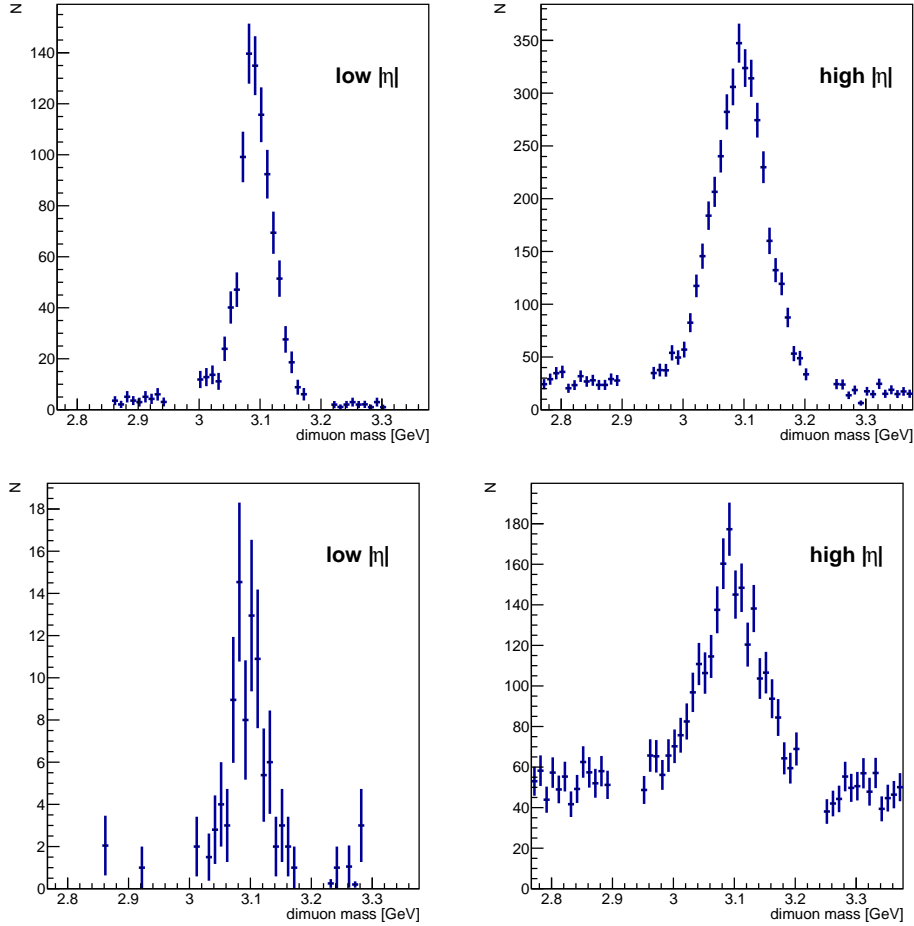 N
low |η|
160
140
120
100
80
60
40
20
0
2.8 2.9 3 3.1 3.2 3.3
dimuon mass [GeV]
N
high |η|
350
300
250
200
150
100
50
0
2.8 2.9 3 3.1 3.2 3.3
dimuon mass [GeV]
N
low |η|
18
16
14
12
10
8
6
4
2
0
2.8 2.9 3 3.1 3.2 3.3
dimuon mass [GeV]
N
high |η|
180
160
140
120
100
80
60
40
20
0
2.8 2.9 3 3.1 3.2 3.3
dimuon mass [GeV]